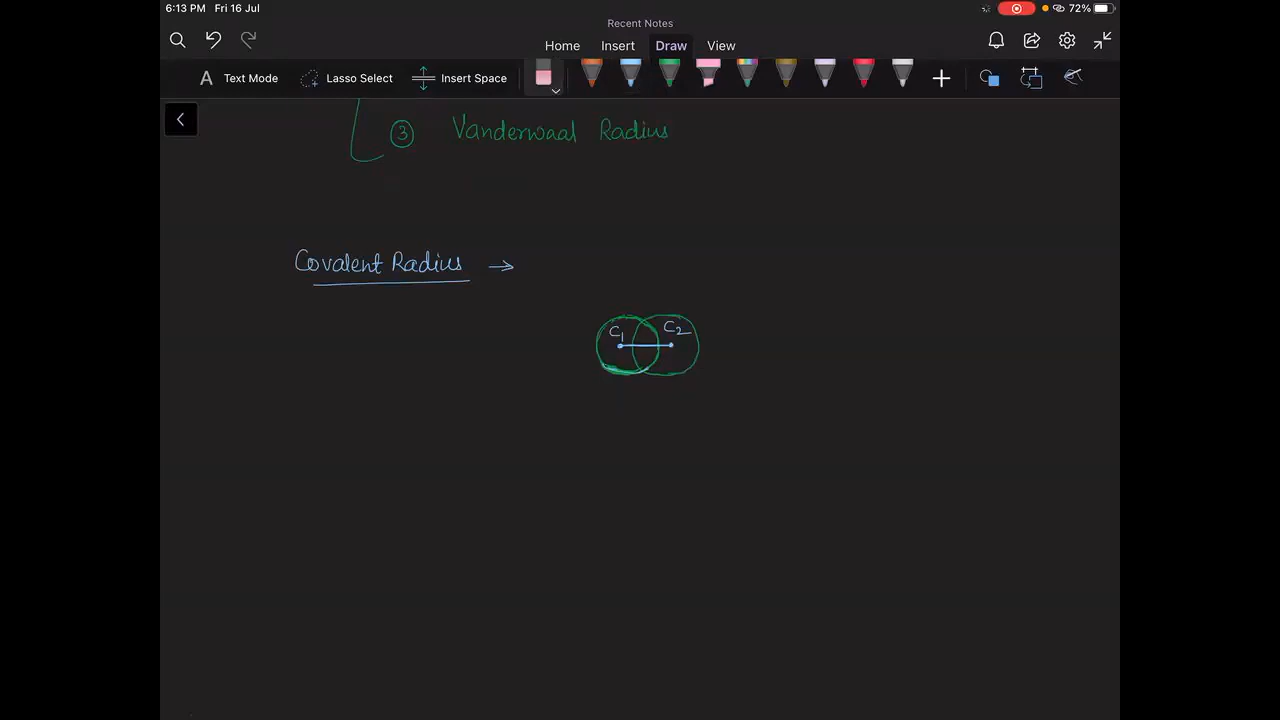 6:13 PM Fri 16 Jul
72%
Recent Notes
Home Insert Draw View
A Text Mode Lasso Select Insert Space
3 Vanderwaal Radius
Covalent Radius →
C1 C2